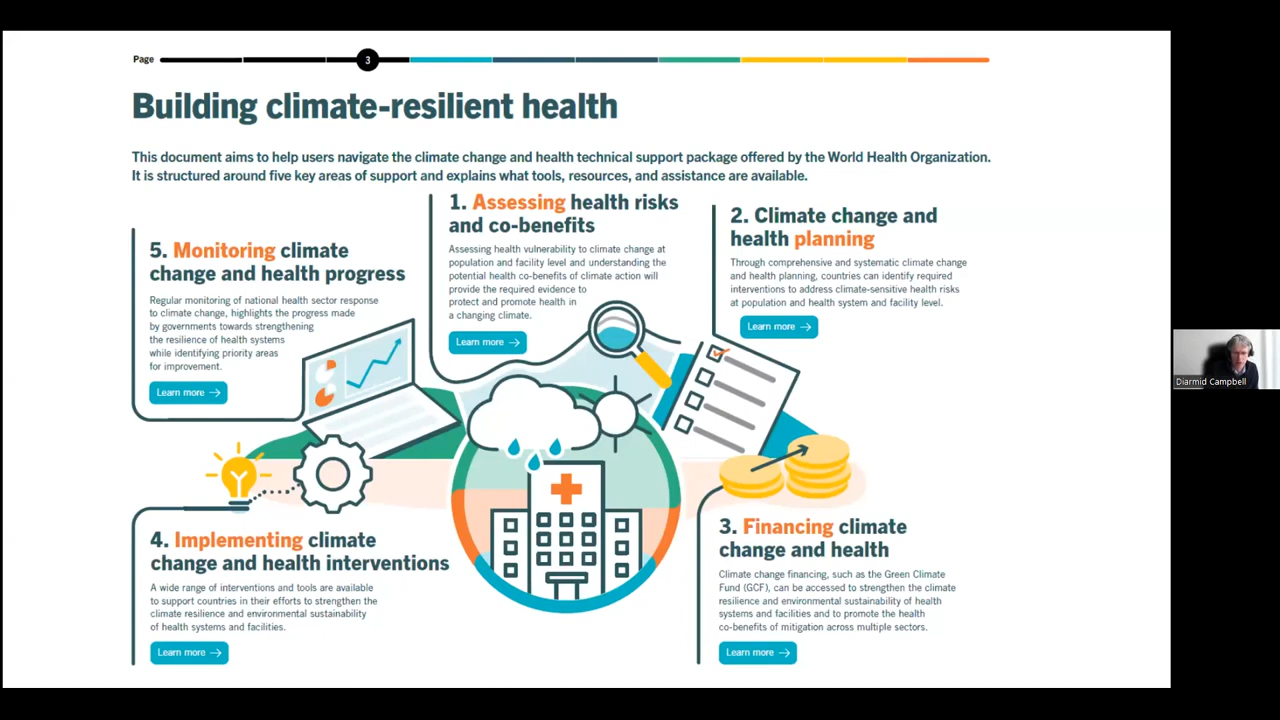 Page
3
Building climate-resilient health
This document aims to help users navigate the climate change and health technical support package offered by the World Health Organization.
It is structured around five key areas of support and explains what tools, resources, and assistance are available.
1. Assessing health risks
and co-benefits
Assessing health vulnerability to climate change at
population and facility level and understanding the
potential health co-benefits of climate action will
provide the required evidence to
protect and promote health in
a changing climate.
Learn more
2. Climate change and
health planning
Through comprehensive and systematic climate change
and health planning, countries can identify required
interventions to address climate-sensitive health risks
at population and health system and facility level.
Learn more
3. Financing climate
change and health
Climate change financing, such as the Green Climate
Fund (GCF), can be accessed to strengthen the climate
resilience and environmental sustainability of health
systems and facilities and to promote the health
co-benefits of mitigation across multiple sectors.
Learn more
4. Implementing climate
change and health interventions
A wide range of interventions and tools are available
to support countries in their efforts to strengthen the
climate resilience and environmental sustainability
of health systems and facilities.
Learn more
5. Monitoring climate
change and health progress
Regular monitoring of national health sector response
to climate change, highlights the progress made
by governments towards strengthening
the resilience of health systems
while identifying priority areas
for improvement.
Learn more
Diarmid Campbell